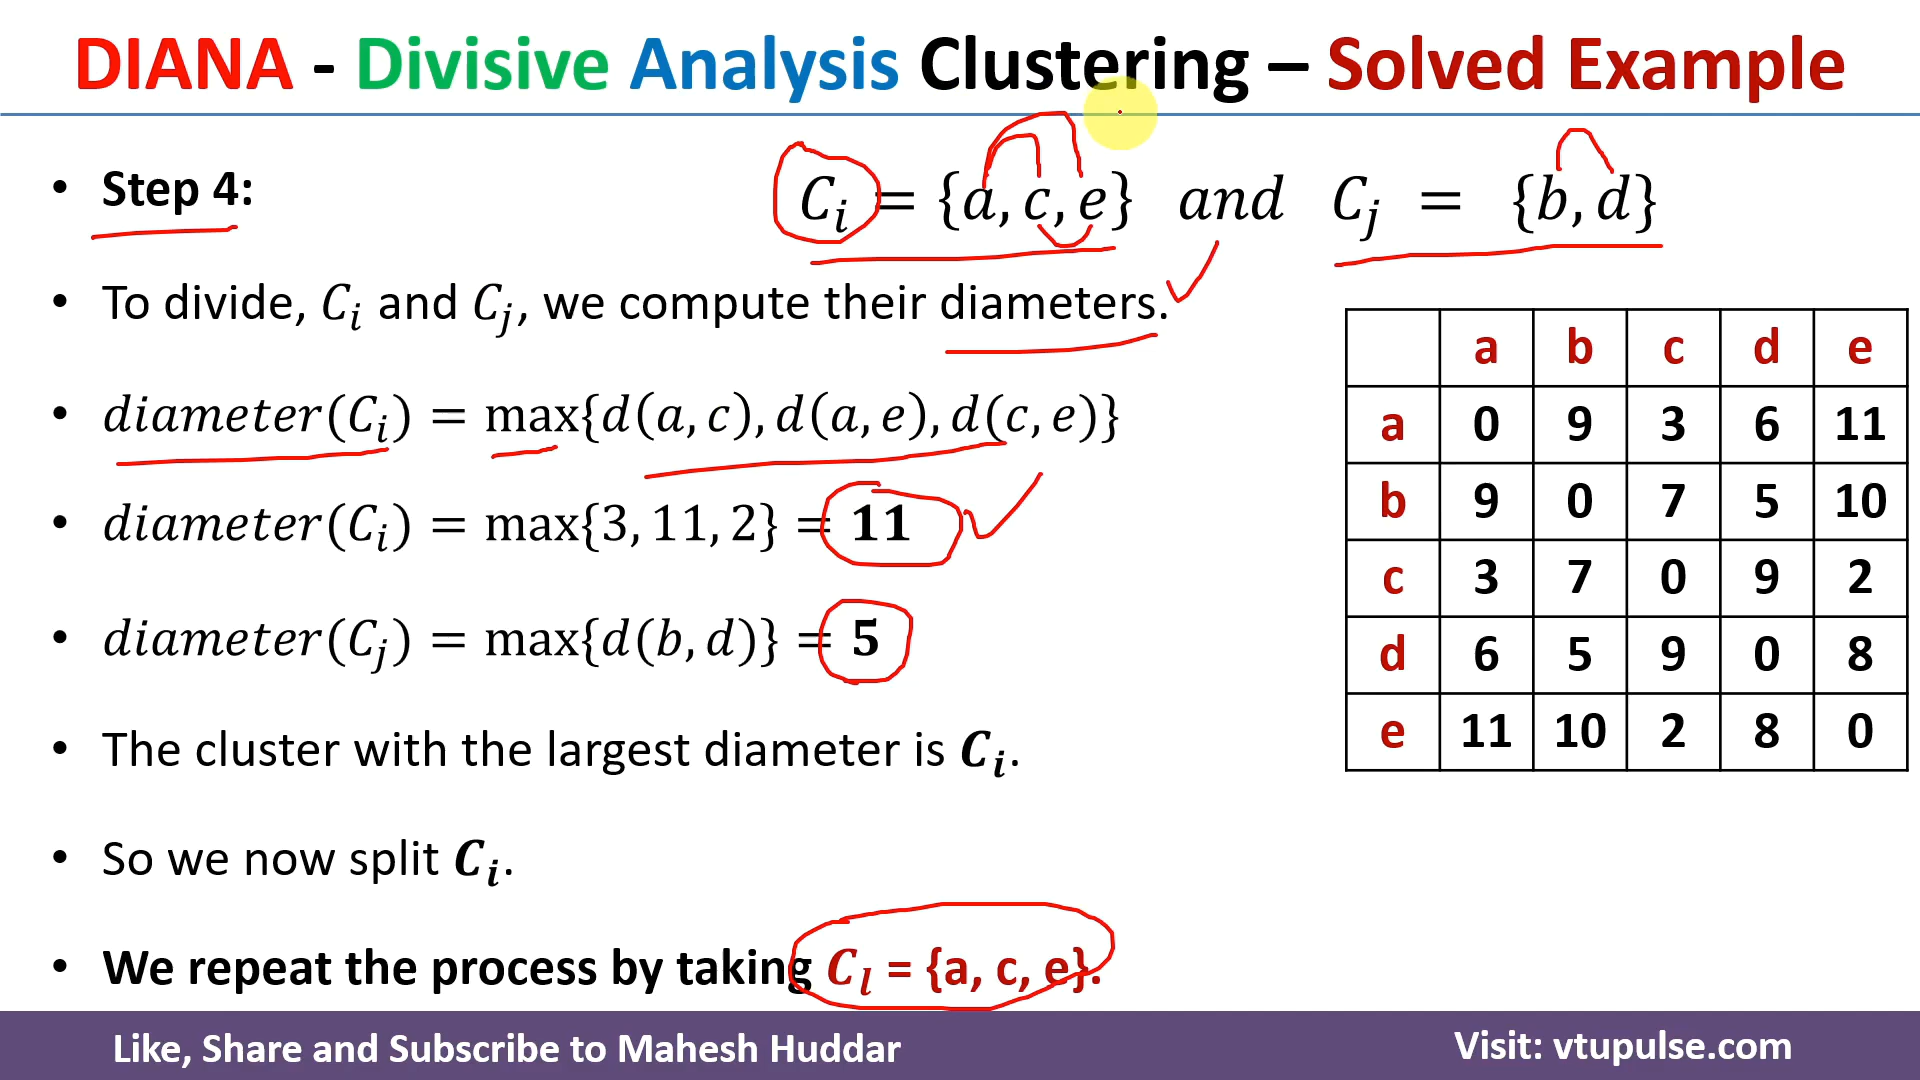 DIANA - Divisive Analysis Clustering – Solved Example
• Step 4:
Cᵢ = {a, c, e} and Cⱼ = {b, d}
• To divide, Cᵢ and Cⱼ, we compute their diameters.
• diameter(Cᵢ) = max{d(a, c), d(a, e), d(c, e)}
• diameter(Cᵢ) = max{3, 11, 2} = 11
• diameter(Cⱼ) = max{d(b, d)} = 5
• The cluster with the largest diameter is Cᵢ.
• So we now split Cᵢ.
• We repeat the process by taking Cₗ = {a, c, e}.
a b c d e
a 0 9 3 6 11
b 9 0 7 5 10
c 3 7 0 9 2
d 6 5 9 0 8
e 11 10 2 8 0
Like, Share and Subscribe to Mahesh Huddar
Visit: vtupulse.com